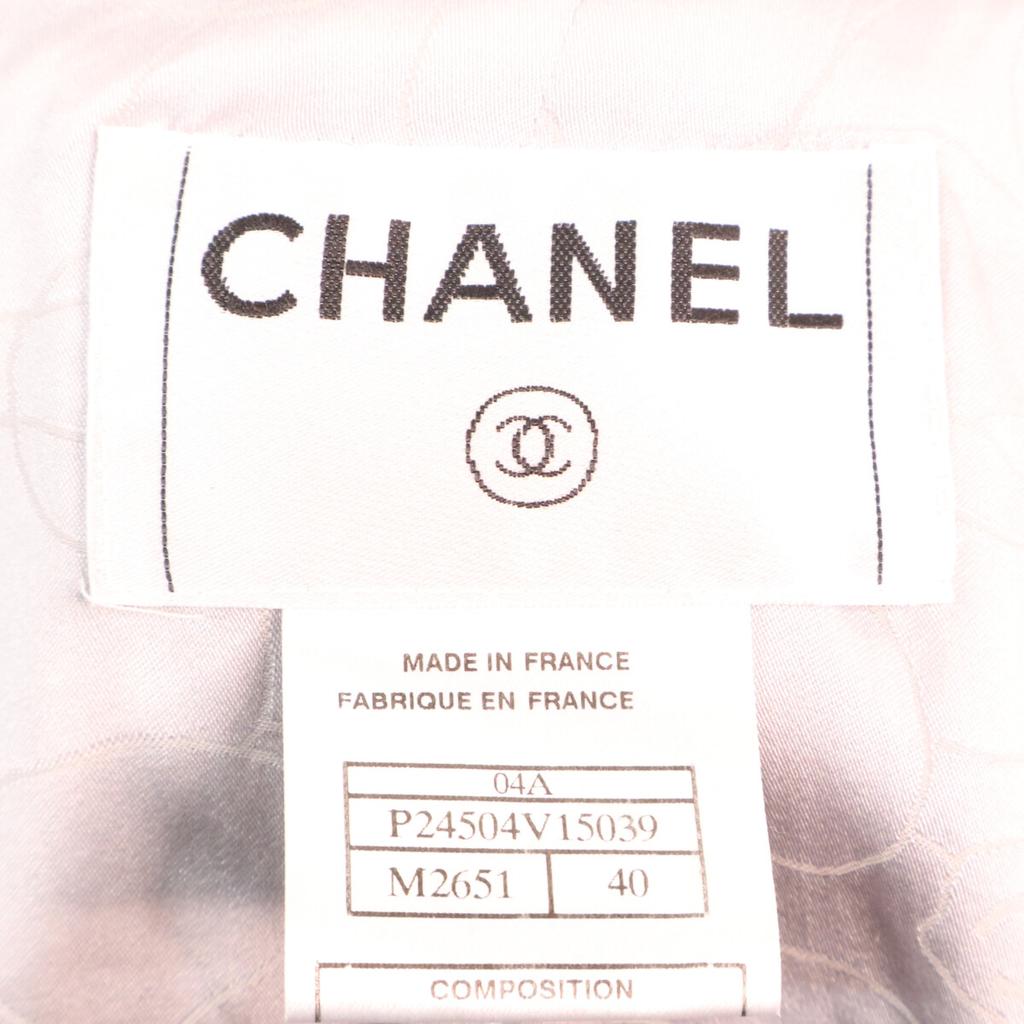 CHANEL
MADE IN FRANCE
FABRIQUE EN FRANCE
04A
P24504V15039
M2651 40
COMPOSITION